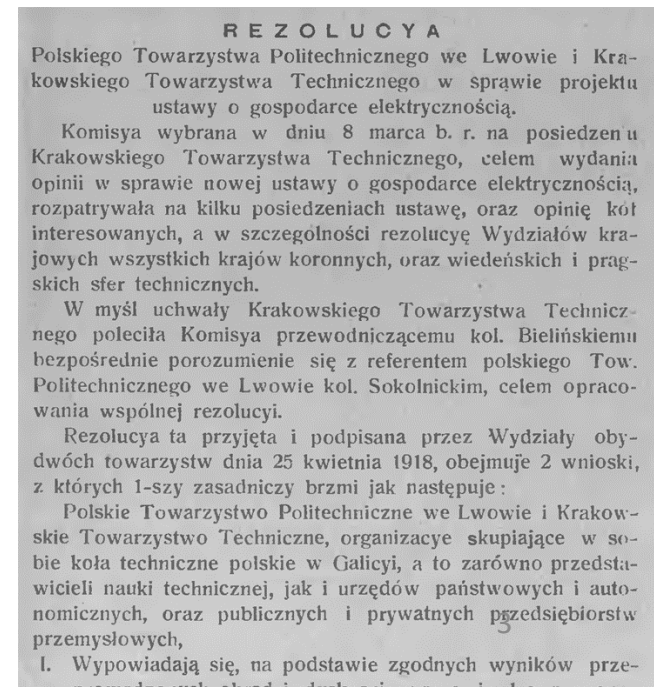 REZOLUCYA
Polskiego Towarzystwa Politechnicznego we Lwowie i Kra-
kowskiego Towarzystwa Technicznego w sprawie projektu
ustawy o gospodarce elektrycznością.
Komisya wybrana w dniu 8 marca b. r. na posiedzen u
Krakowskiego Towarzystwa Technicznego, celem wydania
opinii w sprawie nowej ustawy o gospodarce elektrycznością,
rozpatrywała na kilku posiedzeniach ustawę, oraz opinię kół
interesowanych, a w szczególności rezolucyę Wydziałów kra-
jowych wszystkich krajów koronnych, oraz wiedeńskich i prag-
skich sfer technicznych.
W myśl uchwały Krakowskiego Towarzystwa Technicz-
nego poleciła Komisya przewodniczącemu kol. Bielińskiemu
bezpośrednie porozumienie się z referentem polskiego Tow.
Politechnicznego we Lwowie kol. Sokolnickim, celem opraco-
wania wspólnej rezolucyi.
Rezolucya ta przyjęta i podpisana przez Wydziały oby-
dwóch towarzystw dnia 25 kwietnia 1918, obejmuje 2 wnioski,
z których 1-szy zasadniczy brzmi jak następuje:
Polskie Towarzystwo Politechniczne we Lwowie i Krakow-
skie Towarzystwo Techniczne, organizacye skupiające w so-
bie koła techniczne polskie w Galicyi, a to zarówno przedsta-
wicieli nauki technicznej, jak i urzędów państwowych i auto-
nomicznych, oraz publicznych i prywatnych przedsiębiorstw
przemysłowych,
I. Wypowiadają się, na podstawie zgodnych wyników prze-